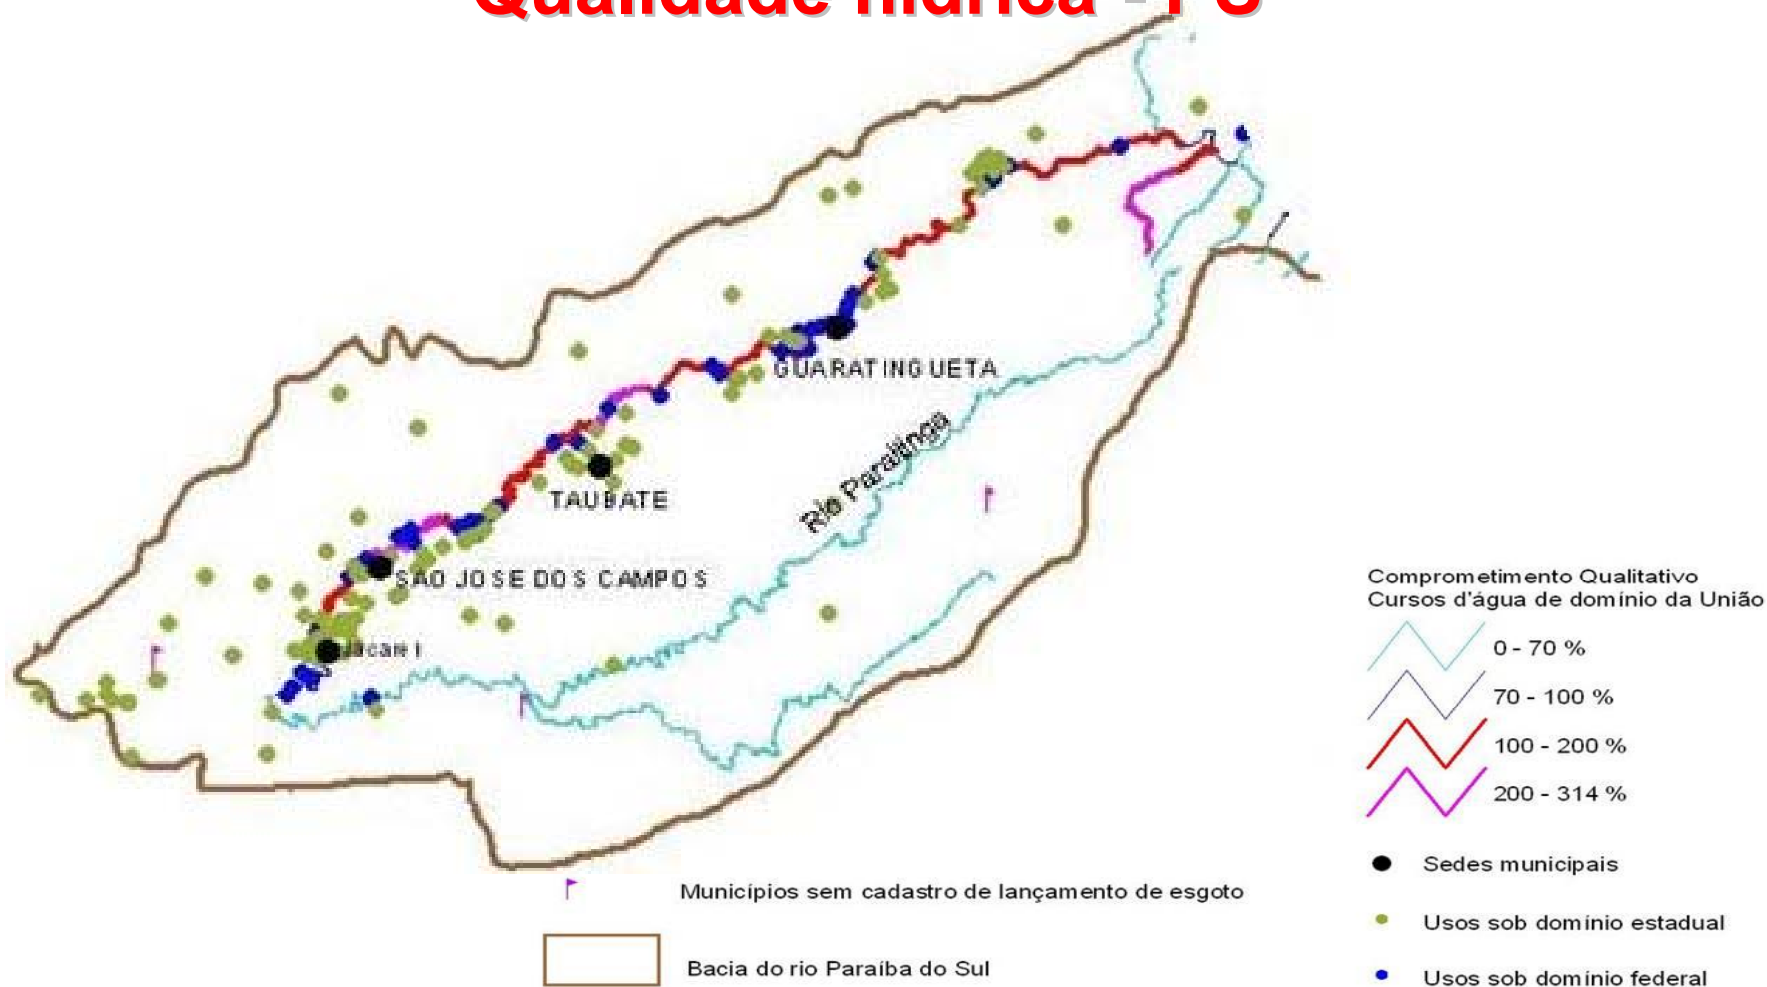 Qualidade hídrica - PS
GUARATINGUETA
Rio Paraitinga
TAUBATE
SAO JOSE DOS CAMPOS
Jacarei
Comprometimento Qualitativo
Cursos d'água de domínio da União
0 - 70 %
70 - 100 %
100 - 200 %
200 - 314 %
Sedes municipais
Municípios sem cadastro de lançamento de esgoto
Usos sob domínio estadual
Bacia do rio Paraíba do Sul
Usos sob domínio federal